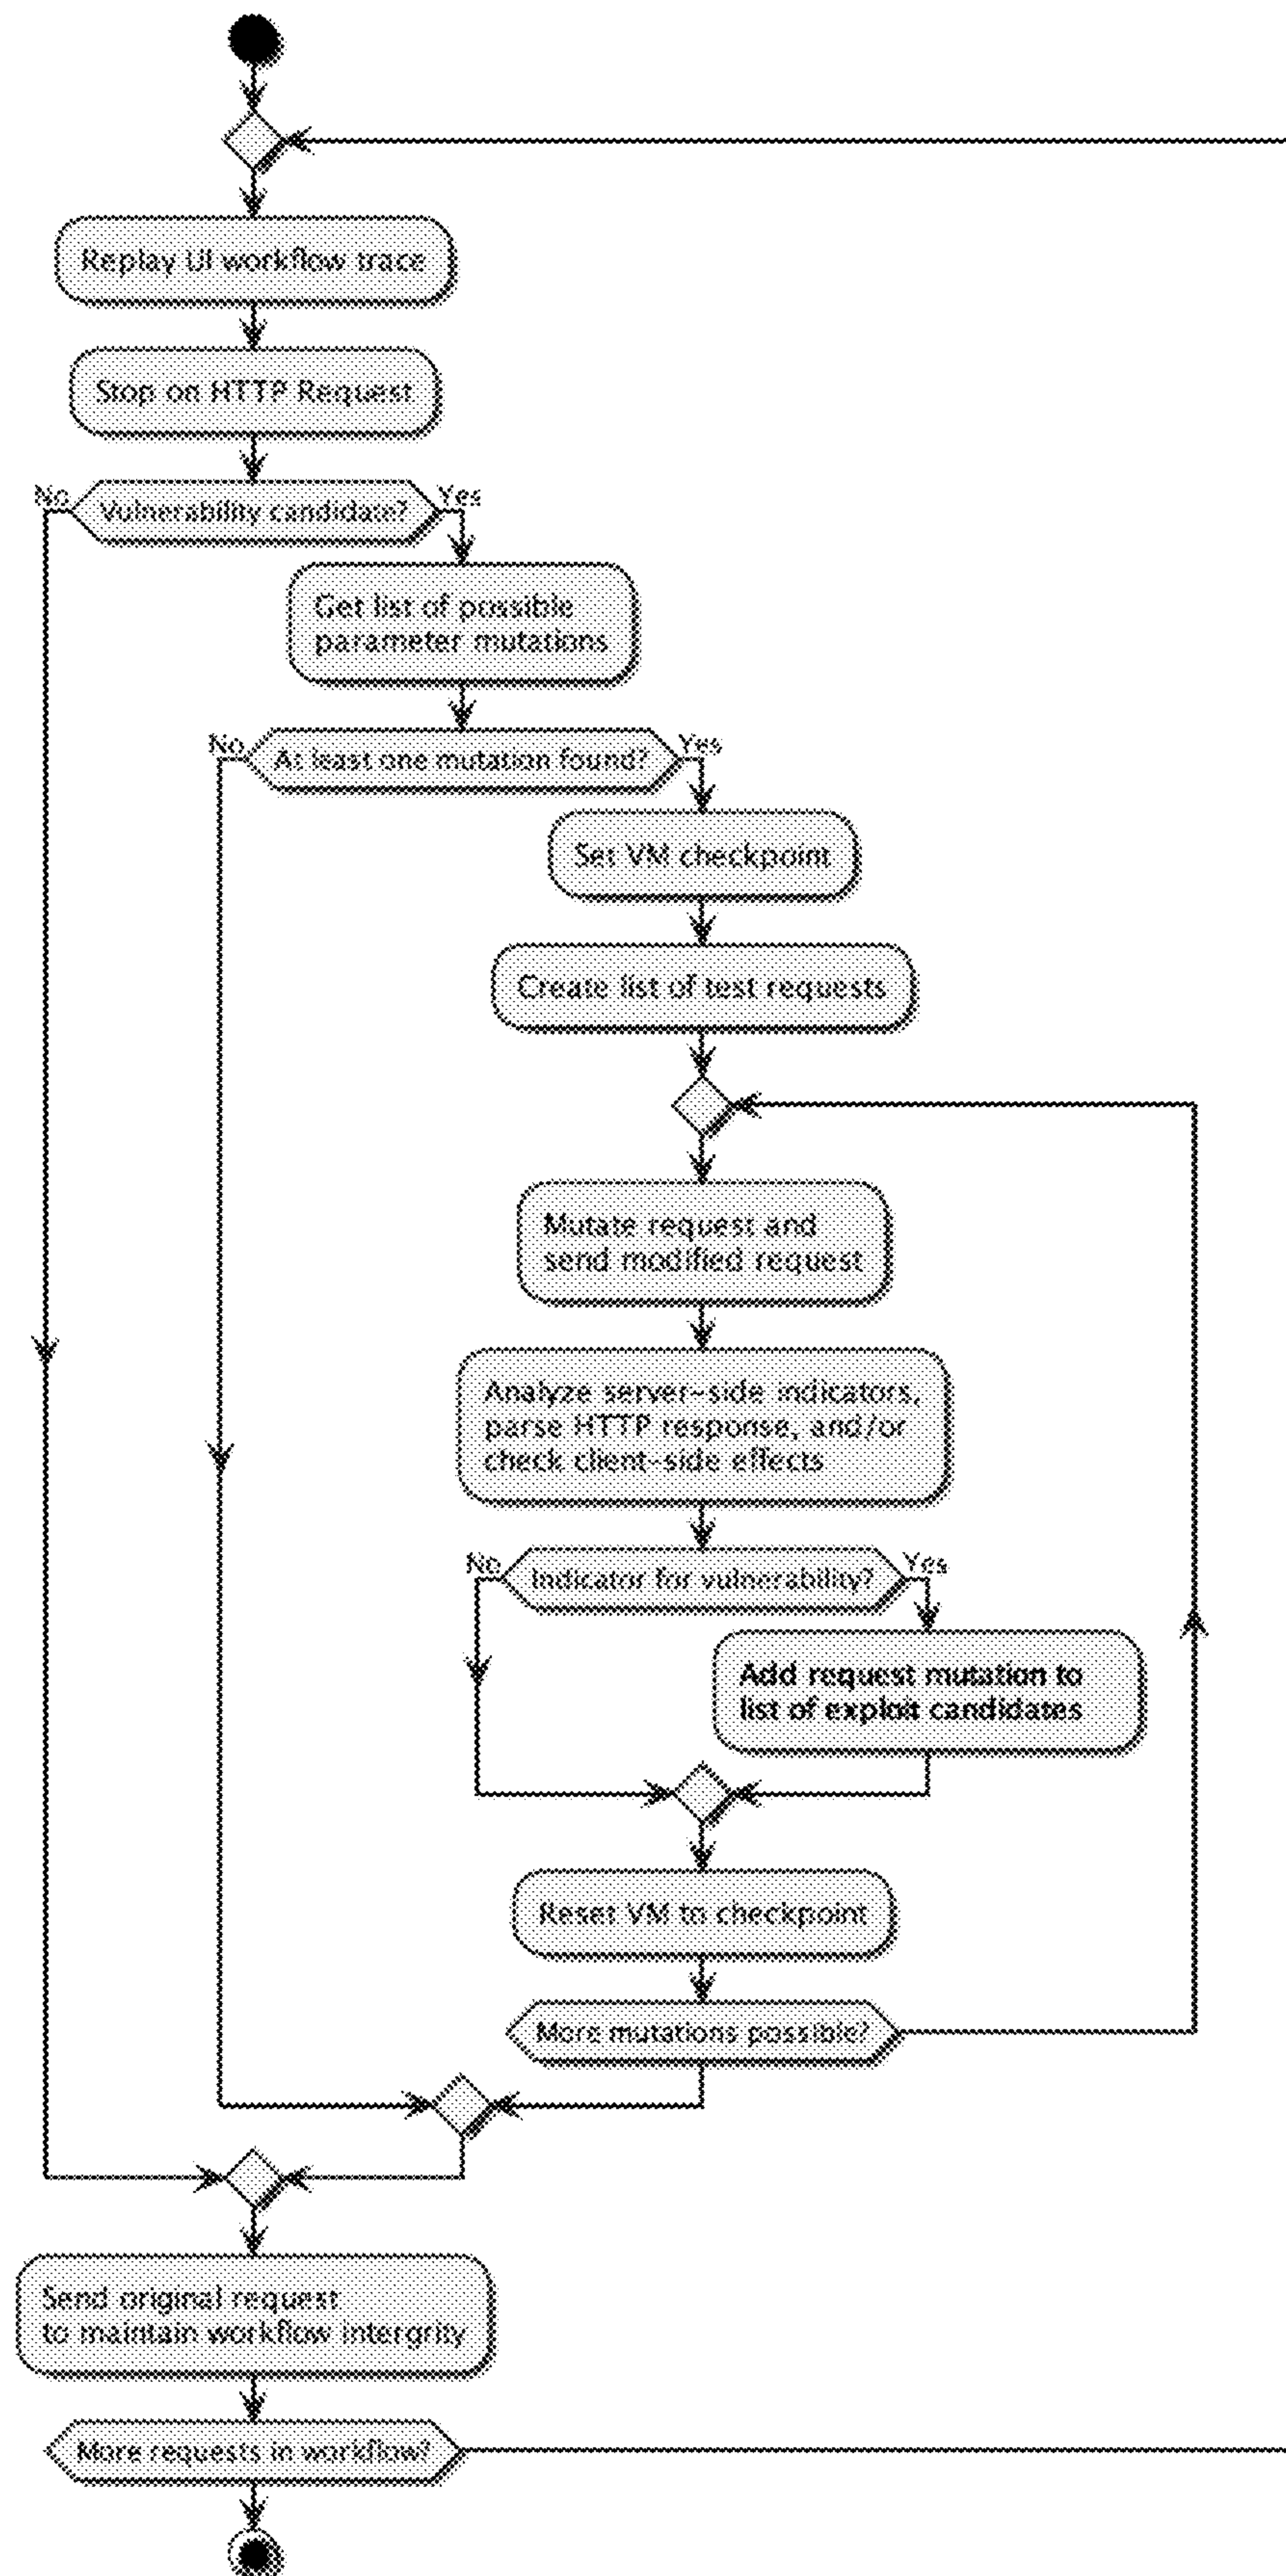 Replay UI workflow trace
Stop on HTTP Request
No
Vulnerability candidate?
Yes
Get list of possible
parameter mutations
No
At least one mutation found?
Yes
Set VM checkpoint
Create list of test requests
Mutate request and
send modified request
Analyze server-side indicators,
parse HTTP response, and/or
check client-side effects
No
Indicator for vulnerability?
Yes
Add request mutation to
list of exploit candidates
Reset VM to checkpoint
More mutations possible?
Send original request
to maintain workflow intergrity
More requests in workflow?